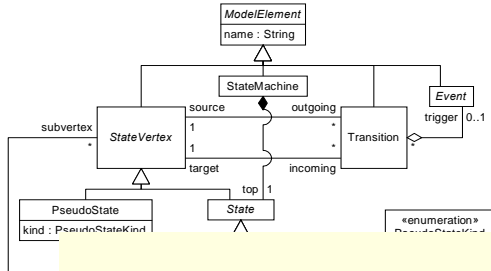 ModelElement
name : String
StateMachine
Event
source
outgoing
trigger
0..1
subvertex
1
*
*
StateVertex
Transition
*
1
*
target
incoming
top
1
PseudoState
State
kind : PseudoStateKind
«enumeration»
PseudoStateKind